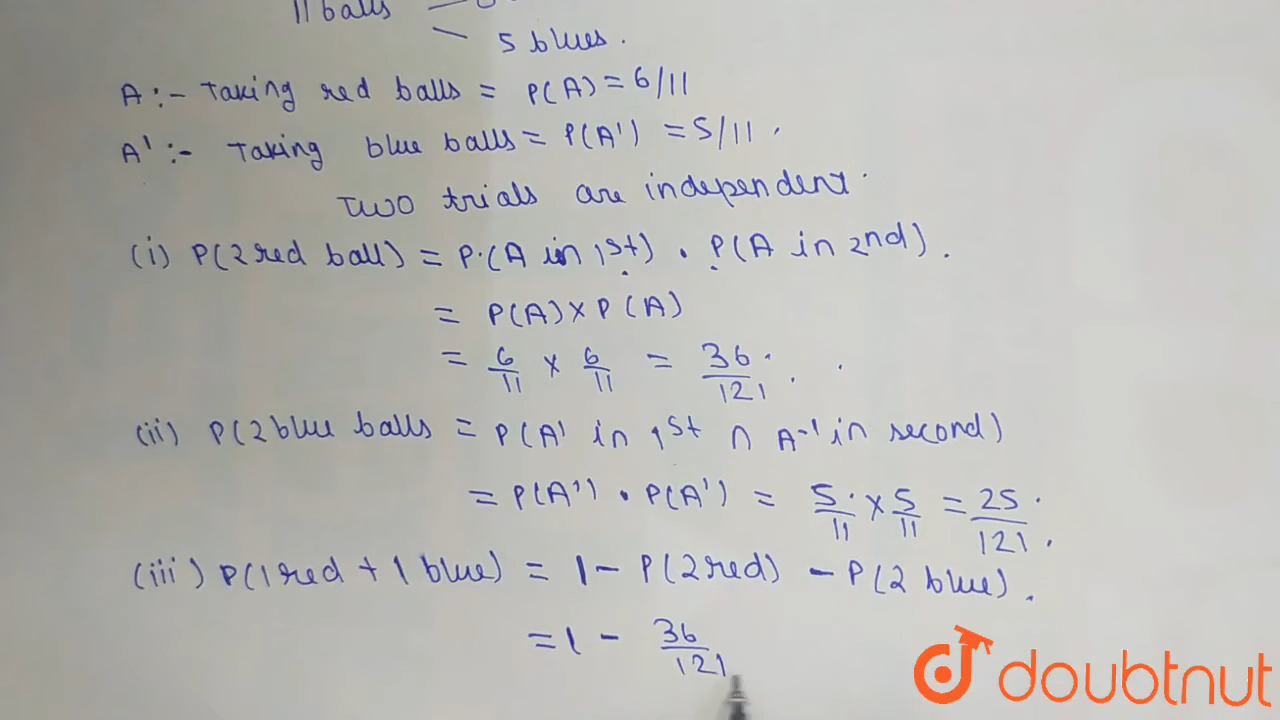 11 balls
5 blues.
A :- Taking red balls = P(A) = 6/11
A' :- Taking blue balls = P(A') = 5/11.
Two trials are independent.
(i) P(2 red ball) = P.(A in 1st) . P(A in 2nd).
= P(A) x P(A)
= 6/11 x 6/11 = 36/121.
(ii) P(2 blue balls = P(A' in 1st ∩ A-1 in second)
= P(A') . P(A') = 5/11 x 5/11 = 25/121.
(iii) P(1 red + 1 blue) = 1 - P(2 red) - P(2 blue).
= 1 - 36/121
doubtnut